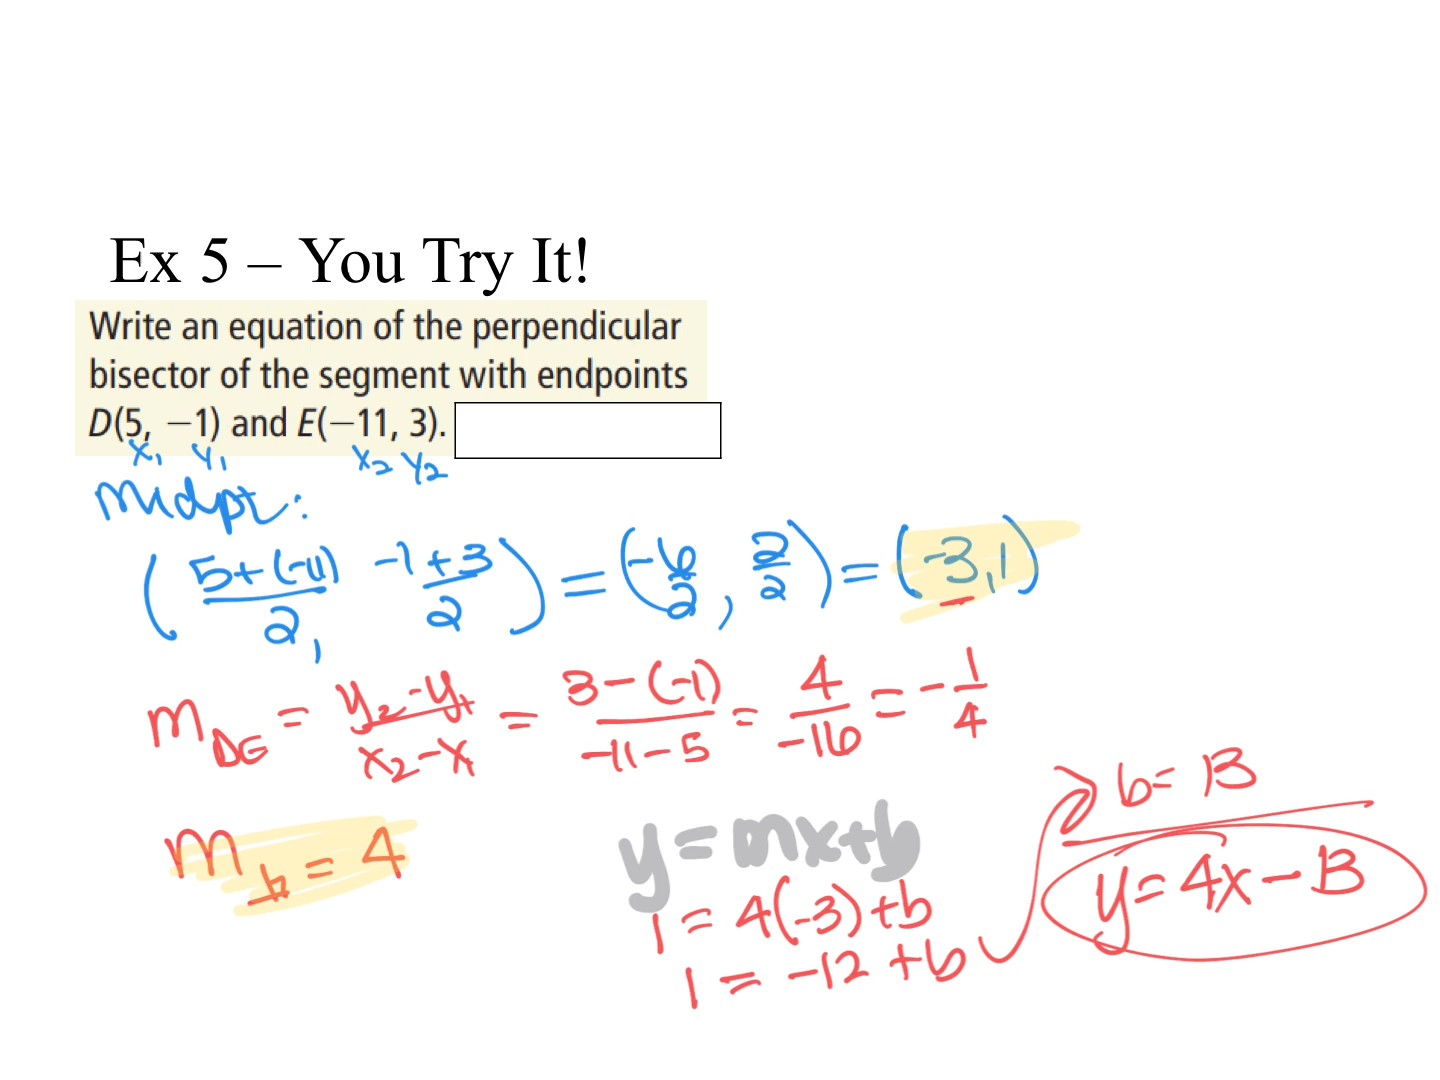 Ex 5 – You Try It!
Write an equation of the perpendicular
bisector of the segment with endpoints
D(5, −1) and E(−11, 3).
x₁ y₁ x₂ y₂
midpt:
(5+(-11)/2, -1+3/2) = (-6/2, 2/2) = (-3,1)
m_DE = y₂-y₁/x₂-x₁ = 3-(-1)/-11-5 = 4/-16 = -1/4
m_b = 4
y=mx+b
1 = 4(-3)+b
1 = -12 +b
b= 13
y= 4x-13